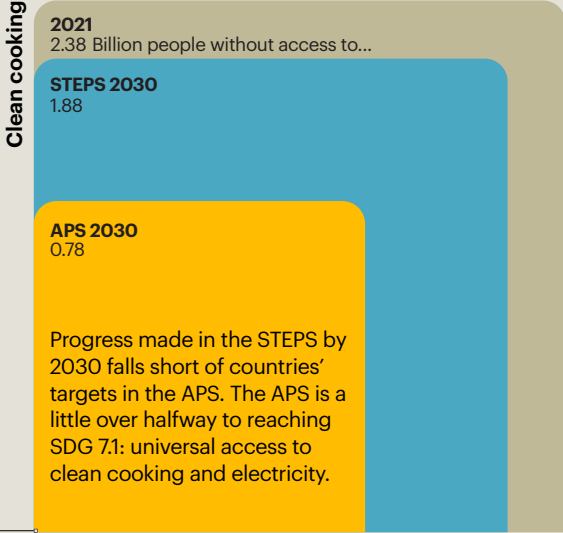 Clean cooking
2021
2.38 Billion people without access to...
STEPS 2030
1.88
APS 2030
0.78
Progress made in the STEPS by
2030 falls short of countries’
targets in the APS. The APS is a
little over halfway to reaching
SDG 7.1: universal access to
clean cooking and electricity.